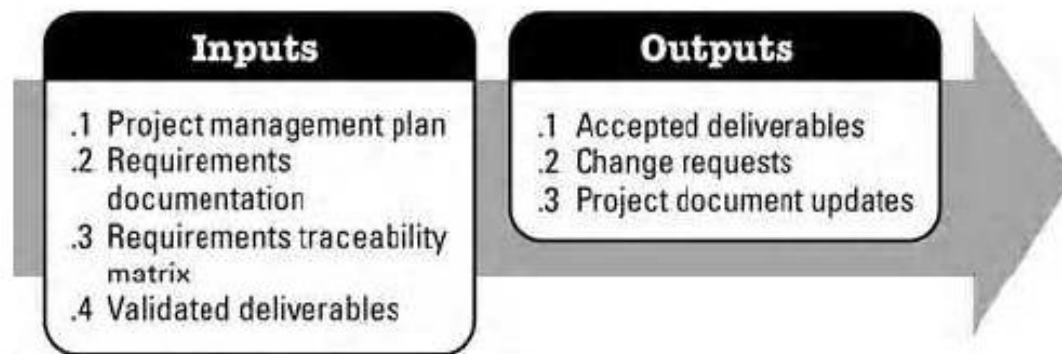 Inputs
.1 Project management plan
.2 Requirements
documentation
.3 Requirements traceability
matrix
.4 Validated deliverables
Outputs
.1 Accepted deliverables
.2 Change requests
.3 Project document updates